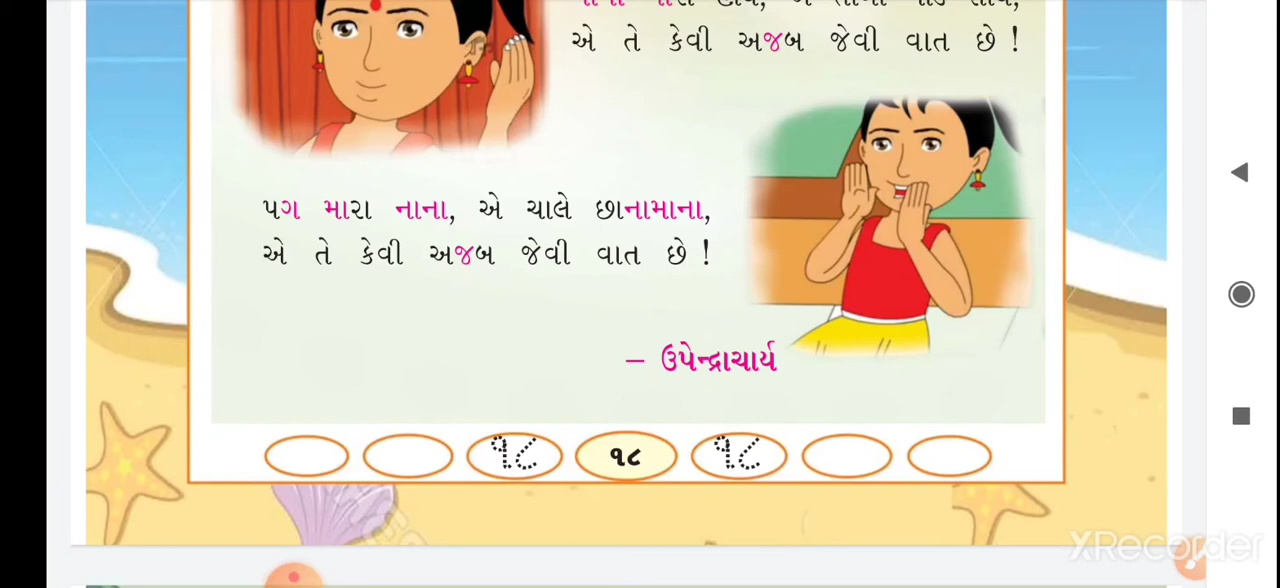 એ તે કેવી અજબ જેવી વાત છે !
પગ મારા નાના, એ ચાલે છાનામાના,
એ તે કેવી અજબ જેવી વાત છે !
– ઉપેન્દ્રાચાર્ય
૧૮ ૧૮ ૧૮
XRecorder